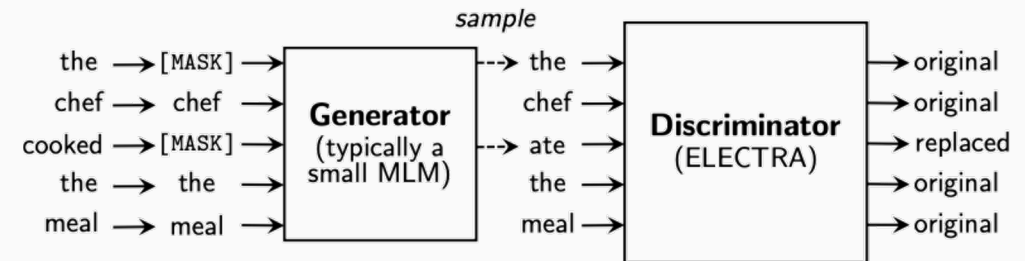 sample
the [MASK] the original
chef chef chef original
cooked [MASK] ate replaced
the the the original
meal meal meal original
Generator
(typically a
small MLM)
Discriminator
(ELECTRA)